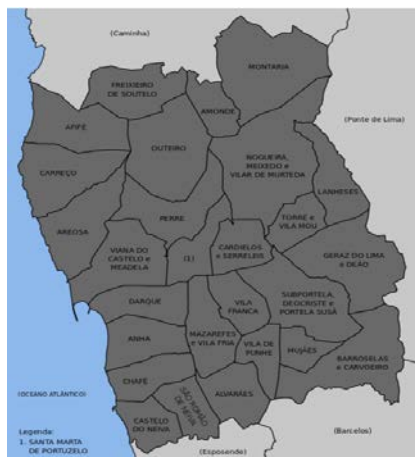 (Caminha)
MONTARIA
FREIXIERO
DE SOUTELO
AMONDE
(Ponte de Lima)
AFIFE
OUTEIRO
NOGUEIRA,
MEIXEDO e
VILAR DE MURTEDA
CARREÇO
LANHESES
PERRE
TORRE e
VILA MOU
AREOSA
CARDIELOS
e SERRELEIS
VIANA DO
CASTELO e
MEADELA
(1)
GERAZ DO LIMA
e DEÃO
DARQUE
VILA
FRANCA
SUBPORTELA,
DEOCRISTE e
PORTELA SUSÃ
ANHA
MAZAREFES
e VILA FRIA
VILA DE
PUNHE
MUJÃES
BARROSELAS
e CARVOEIRO
CHAFÉ
(OCEANO ATLÂNTICO)
SÃO ROMÃO
DE NEIVA
ALVARÃES
CASTELO
DO NEIVA
Legenda:
1. SANTA MARTA
DE PORTUZELO
(Barcelos)
(Esposende)